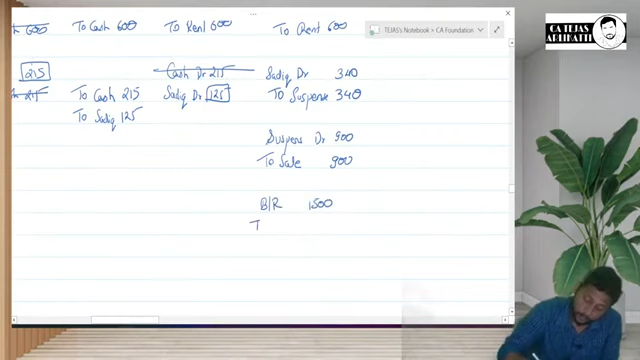 To Cash 600 To Rent 600 To Rent 600
TEJAS's Notebook > CA Foundation
CA TEJAS
ARTIKATTI
215 Cash Dr 215 Sadiq Dr 340
To Cash 215 Sadiq Dr 125 To Suspense 340
To Sadiq 125
Suspens Dr 900
To Sale 900
B/R 1500
T